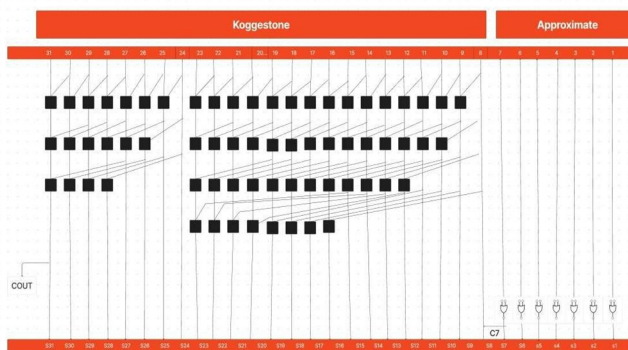 Koggestone Approximate
31 30 29 28 27 26 25 24 23 22 21 20... 19 18 17 16 15 14 13 12 11 10 9 8 7 6 5 4 3 2 1
COUT
C7
S31 S30 S29 S28 S27 S26 S25 S24 S23 S22 S21 S20 S19 S18 S17 S16 S15 S14 S13 S12 S11 S10 S09 S8 S7 S6 s5 s4 s3 s2 s1